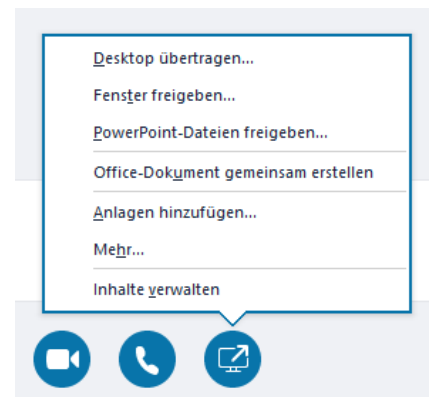 Desktop übertragen...
Fenster freigeben...
PowerPoint-Dateien freigeben...
Office-Dokument gemeinsam erstellen
Anlagen hinzufügen...
Mehr...
Inhalte verwalten